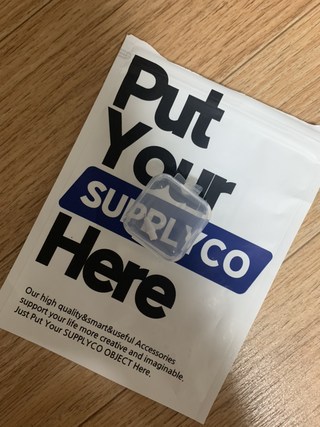 Put
Your
SUPPLYCO
Here
Our high quality&smart&useful Accessories
support your life more creative and imaginable.
Just Put Your SUPPLYCO OBJECT Here.